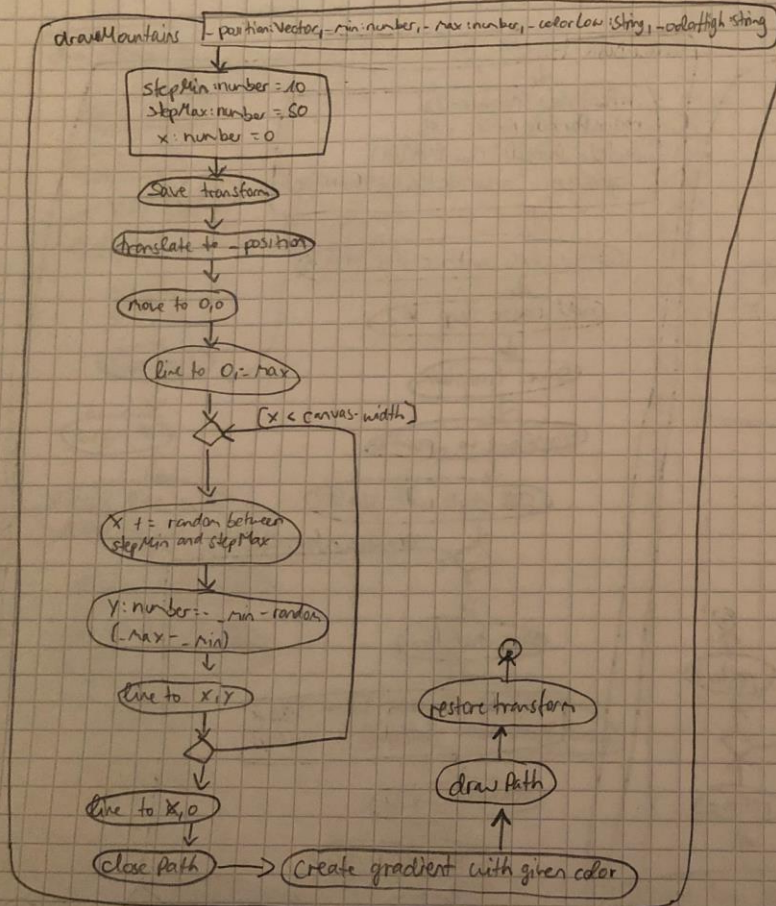 drawMountains
_position:Vector, _min:number, _max:number, _colorLow:string, _colorHigh:string
stepMin:number = 10
stepMax:number = 50
x: number = 0
Save transform
translate to _position
move to 0,0
line to 0,-_max
[x < canvas.width]
x += random between
stepMin and stepMax
y:number = -_min - random
(_max - _min)
line to x,y
line to x,0
close Path
Create gradient with given color
draw Path
restore transform